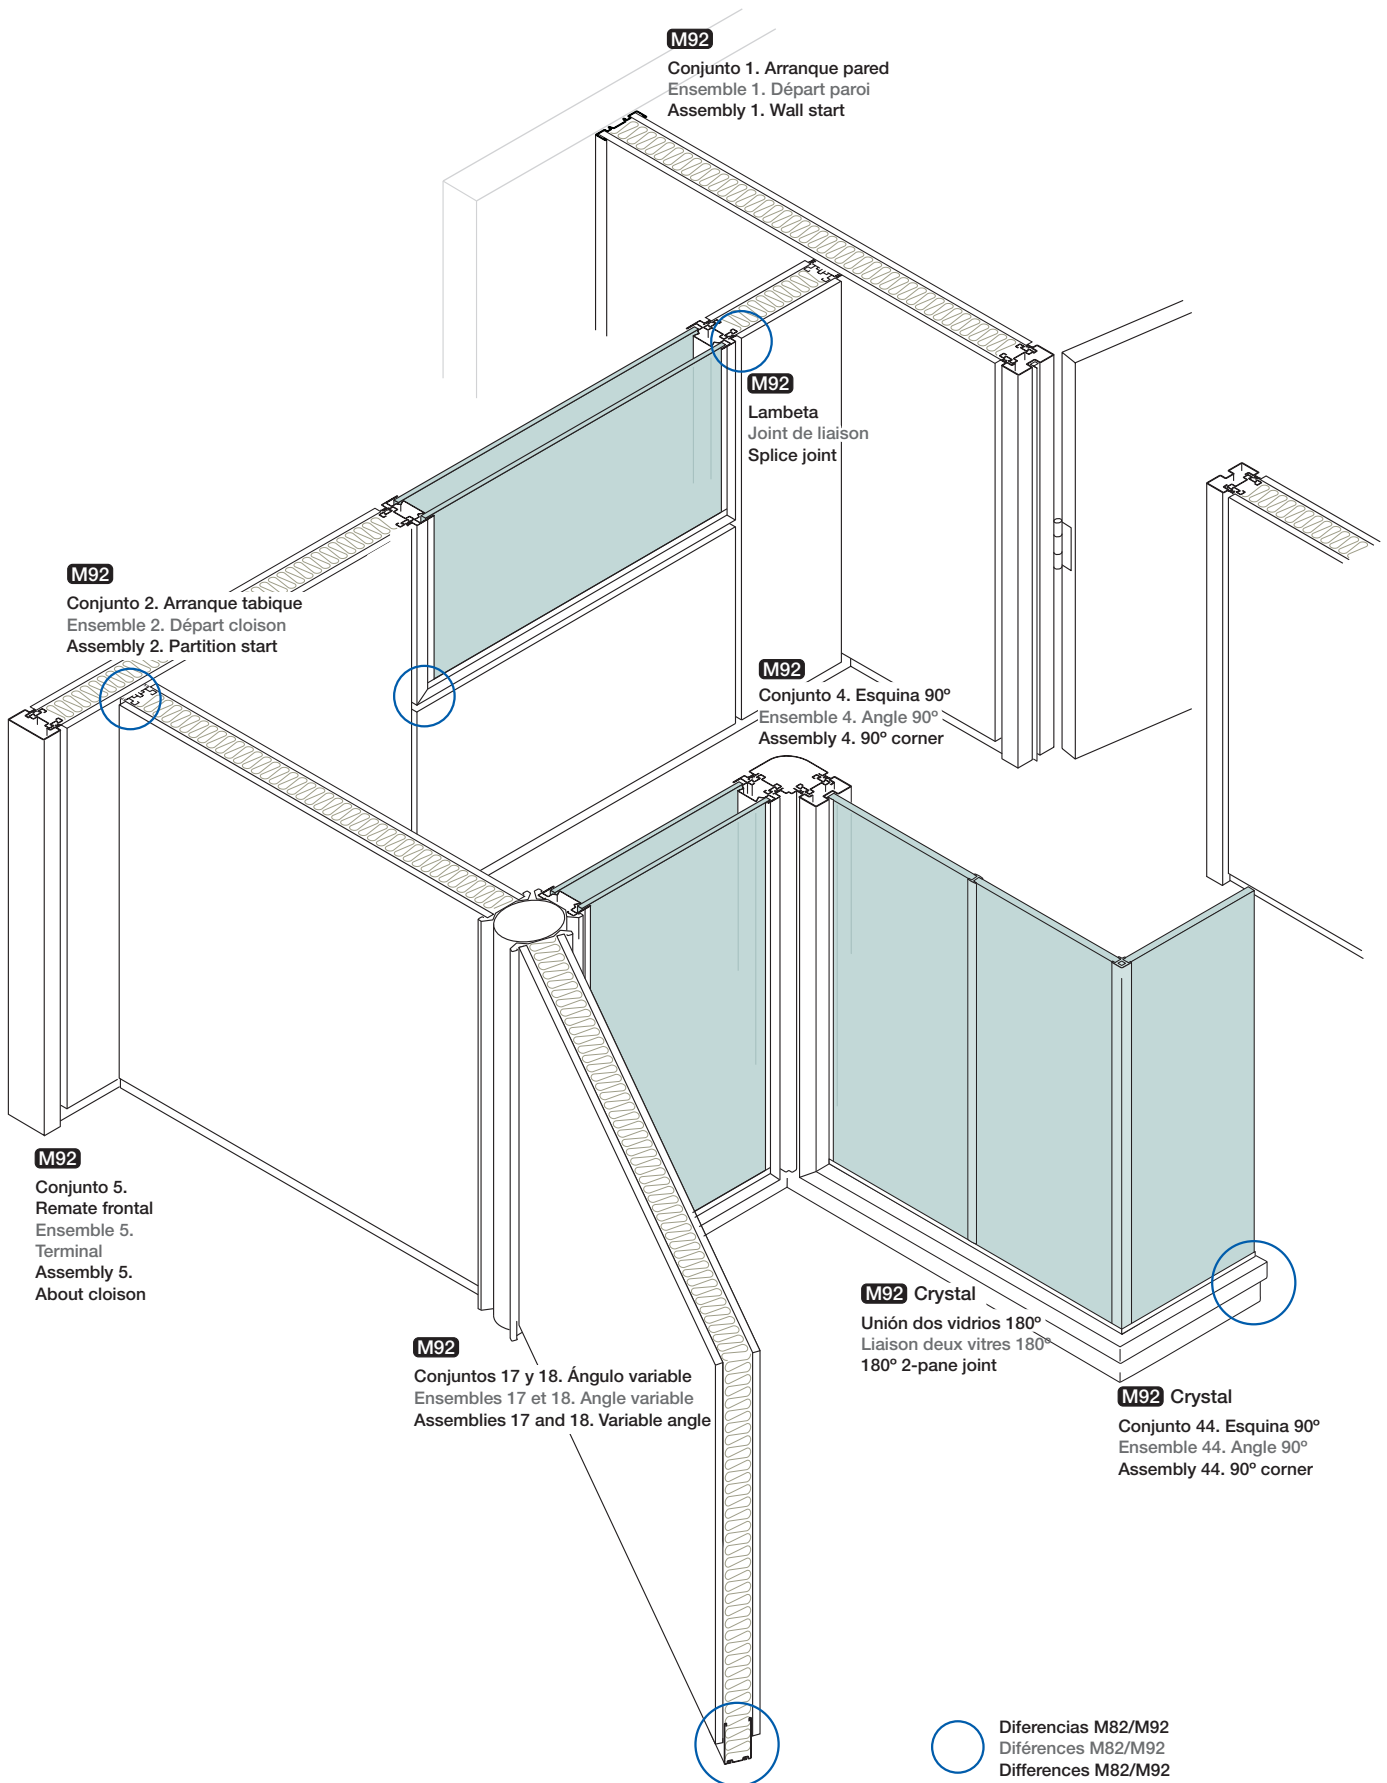 M92
Conjunto 1. Arranque pared
Ensemble 1. Départ paroi
Assembly 1. Wall start
M92
Lambeta
Joint de liaison
Splice joint
M92
Conjunto 2. Arranque tabique
Ensemble 2. Départ cloison
Assembly 2. Partition start
M92
Conjunto 4. Esquina 90º
Ensemble 4. Angle 90º
Assembly 4. 90º corner
M92
Conjunto 5.
Remate frontal
Ensemble 5.
Terminal
Assembly 5.
About cloison
M92 Crystal
Unión dos vidrios 180º
Liaison deux vitres 180º
180º 2-pane joint
M92
Conjuntos 17 y 18. Ángulo variable
Ensembles 17 et 18. Angle variable
Assemblies 17 and 18. Variable angle
M92 Crystal
Conjunto 44. Esquina 90º
Ensemble 44. Angle 90º
Assembly 44. 90º corner
Diferencias M82/M92
Diférences M82/M92
Differences M82/M92